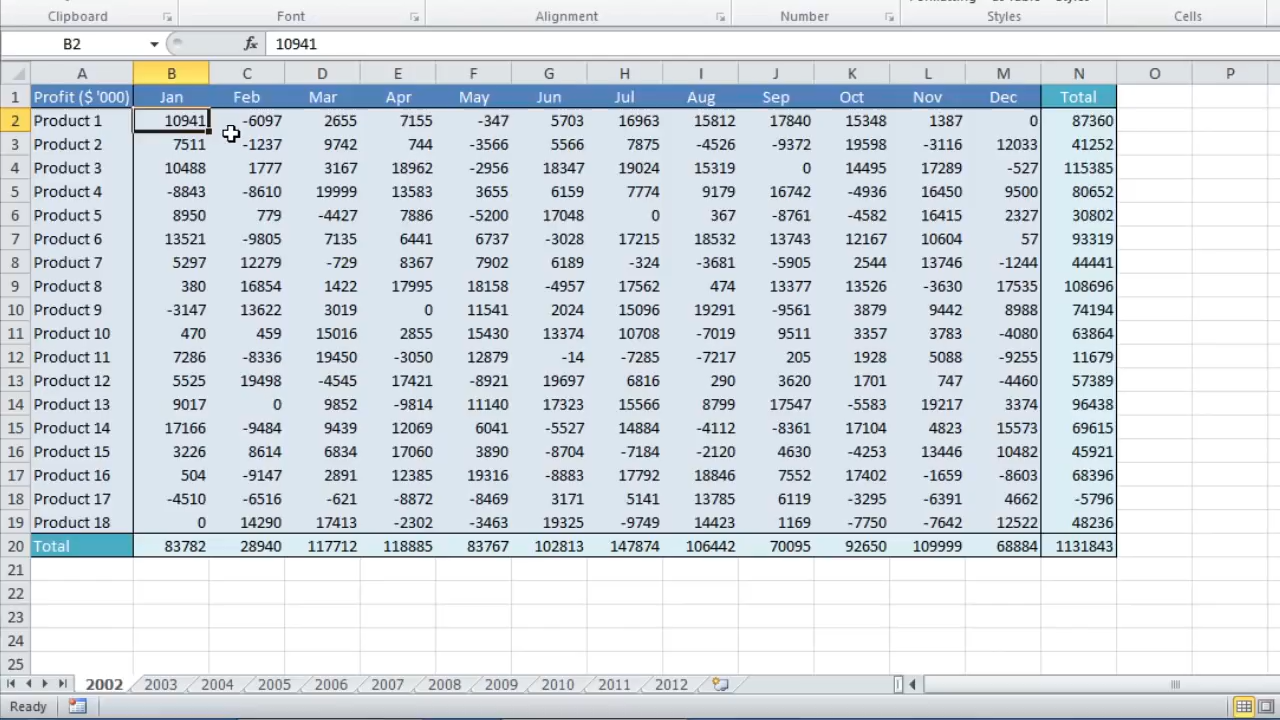 Clipboard Font Alignment Number Styles Cells
B2 fx 10941
A B C D E F G H I J K L M N O P
1 Profit ($ '000) Jan Feb Mar Apr May Jun Jul Aug Sep Oct Nov Dec Total
2 Product 1 10941 -6097 2655 7155 -347 5703 16963 15812 17840 15348 1387 0 87360
3 Product 2 7511 -1237 9742 744 -3566 5566 7875 -4526 -9372 19598 -3116 12033 41252
4 Product 3 10488 1777 3167 18962 -2956 18347 19024 15319 0 14495 17289 -527 115385
5 Product 4 -8843 -8610 19999 13583 3655 6159 7774 9179 16742 -4936 16450 9500 80652
6 Product 5 8950 779 -4427 7886 -5200 17048 0 367 -8761 -4582 16415 2327 30802
7 Product 6 13521 -9805 7135 6441 6737 -3028 17215 18532 13743 12167 10604 57 93319
8 Product 7 5297 12279 -729 8367 7902 6189 -324 -3681 -5905 2544 13746 -1244 44441
9 Product 8 380 16854 1422 17995 18158 -4957 17562 474 13377 13526 -3630 17535 108696
10 Product 9 -3147 13622 3019 0 11541 2024 15096 19291 -9561 3879 9442 8988 74194
11 Product 10 470 459 15016 2855 15430 13374 10708 -7019 9511 3357 3783 -4080 63864
12 Product 11 7286 -8336 19450 -3050 12879 -14 -7285 -7217 205 1928 5088 -9255 11679
13 Product 12 5525 19498 -4545 17421 -8921 19697 6816 290 3620 1701 747 -4460 57389
14 Product 13 9017 0 9852 -9814 11140 17323 15566 8799 17547 -5583 19217 3374 96438
15 Product 14 17166 -9484 9439 12069 6041 -5527 14884 -4112 -8361 17104 4823 15573 69615
16 Product 15 3226 8614 6834 17060 3890 -8704 -7184 -2120 4630 -4253 13446 10482 45921
17 Product 16 504 -9147 2891 12385 19316 -8883 17792 18846 7552 17402 -1659 -8603 68396
18 Product 17 -4510 -6516 -621 -8872 -8469 3171 5141 13785 6119 -3295 -6391 4662 -5796
19 Product 18 0 14290 17413 -2302 -3463 19325 -9749 14423 1169 -7750 -7642 12522 48236
20 Total 83782 28940 117712 118885 83767 102813 147874 106442 70095 92650 109999 68884 1131843
21
22
23
24
25
2002 2003 2004 2005 2006 2007 2008 2009 2010 2011 2012
Ready